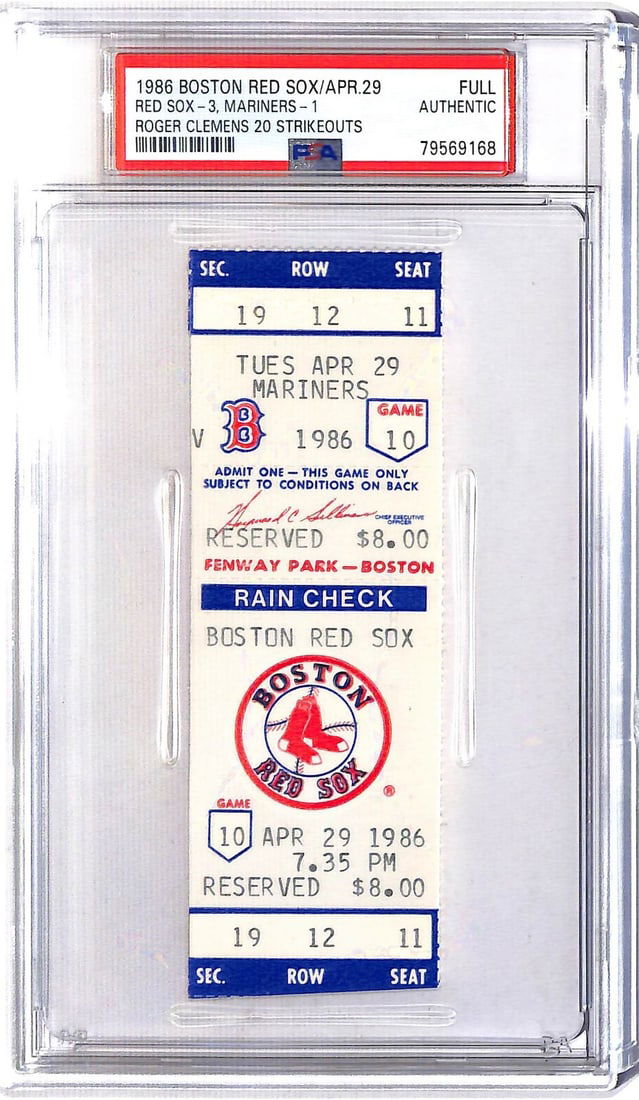 1986 BOSTON RED SOX/APR.29 FULL
RED SOX-3, MARINERS-1 AUTHENTIC
ROGER CLEMENS 20 STRIKEOUTS
PSA 79569168
SEC. ROW SEAT
19 12 11
TUES APR 29
MARINERS
GAME
V B 1986 10
ADMIT ONE — THIS GAME ONLY
SUBJECT TO CONDITIONS ON BACK
Haywood C Sullivan CHIEF EXECUTIVE
OFFICER
RESERVED $8.00
FENWAY PARK — BOSTON
RAIN CHECK
BOSTON RED SOX
BOSTON
RED SOX
®
GAME
10 APR 29 1986
7.35 PM
RESERVED $8.00
19 12 11
SEC. ROW SEAT